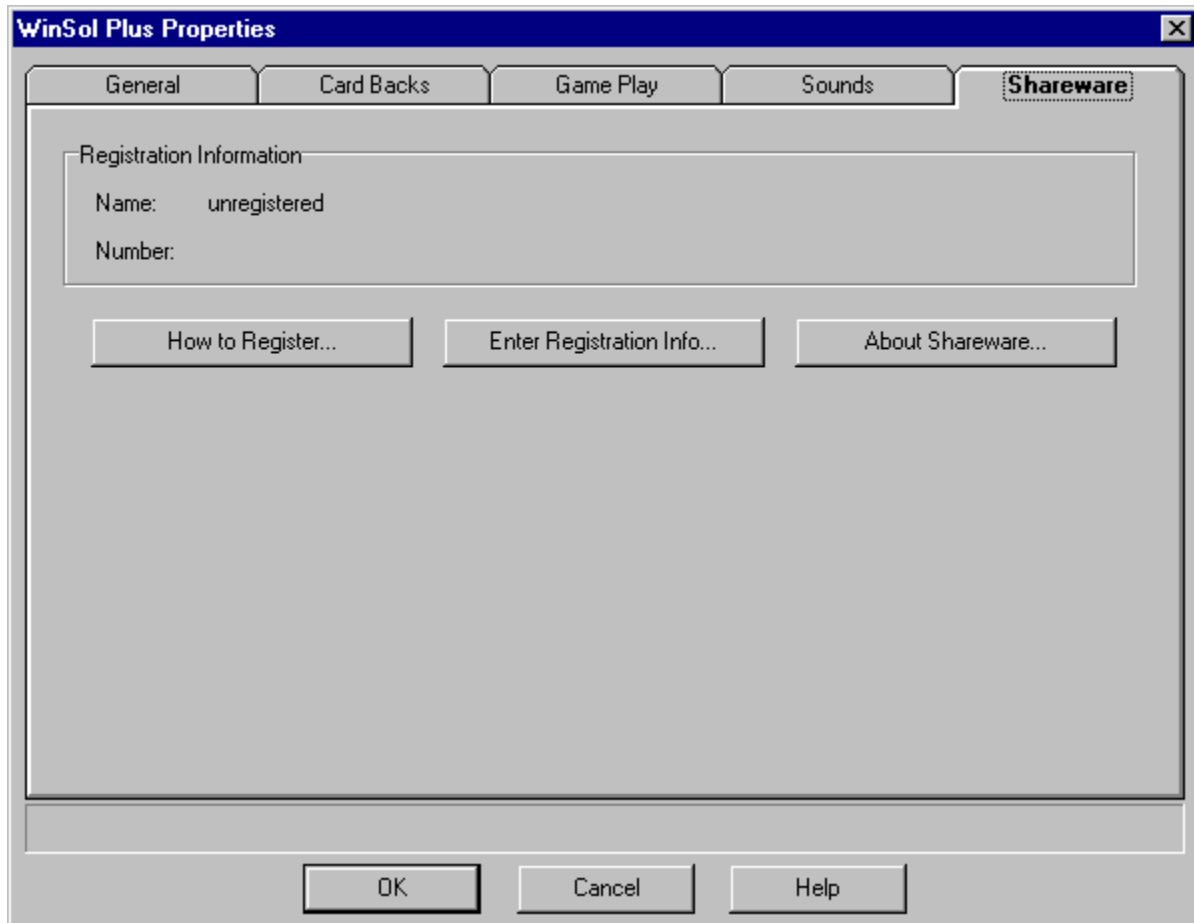 WinSol Plus Properties
General Card Backs Game Play Sounds Shareware
Registration Information
Name: unregistered
Number:
How to Register... Enter Registration Info... About Shareware...
OK Cancel Help